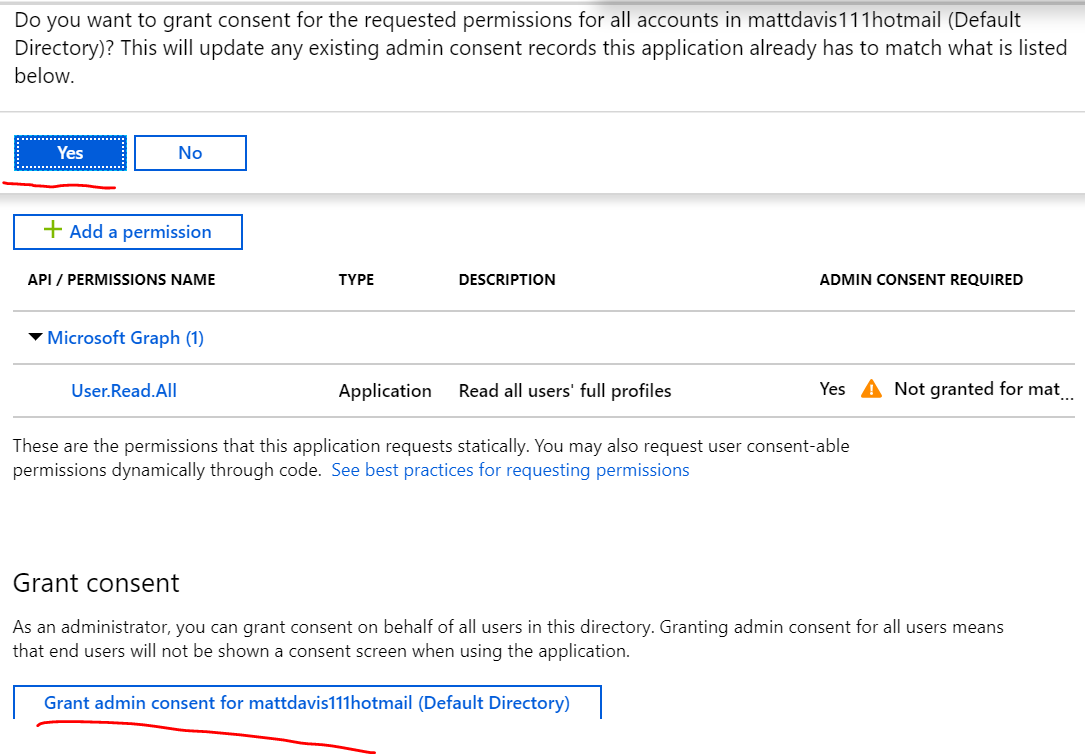 Do you want to grant consent for the requested permissions for all accounts in mattdavis111hotmail (Default
Directory)? This will update any existing admin consent records this application already has to match what is listed
below.
Yes No
Add a permission
API / PERMISSIONS NAME TYPE DESCRIPTION ADMIN CONSENT REQUIRED
Microsoft Graph (1)
User.Read.All Application Read all users' full profiles Yes Not granted for mat...
These are the permissions that this application requests statically. You may also request user consent-able
permissions dynamically through code. See best practices for requesting permissions
Grant consent
As an administrator, you can grant consent on behalf of all users in this directory. Granting admin consent for all users means
that end users will not be shown a consent screen when using the application.
Grant admin consent for mattdavis111hotmail (Default Directory)